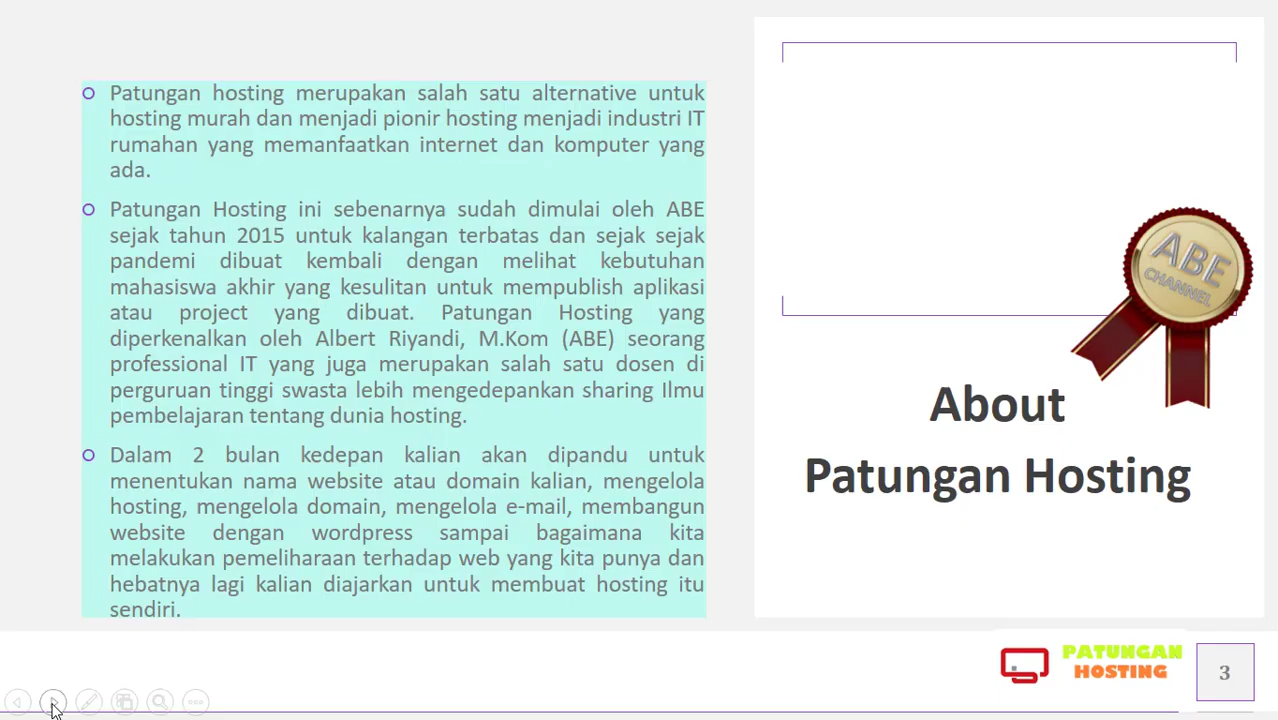 Patungan hosting merupakan salah satu alternative untuk
hosting murah dan menjadi pionir hosting menjadi industri IT
rumahan yang memanfaatkan internet dan komputer yang
ada.
Patungan Hosting ini sebenarnya sudah dimulai oleh ABE
sejak tahun 2015 untuk kalangan terbatas dan sejak sejak
pandemi dibuat kembali dengan melihat kebutuhan
mahasiswa akhir yang kesulitan untuk mempublish aplikasi
atau project yang dibuat. Patungan Hosting yang
diperkenalkan oleh Albert Riyandi, M.Kom (ABE) seorang
professional IT yang juga merupakan salah satu dosen di
perguruan tinggi swasta lebih mengedepankan sharing Ilmu
pembelajaran tentang dunia hosting.
Dalam 2 bulan kedepan kalian akan dipandu untuk
menentukan nama website atau domain kalian, mengelola
hosting, mengelola domain, mengelola e-mail, membangun
website dengan wordpress sampai bagaimana kita
melakukan pemeliharaan terhadap web yang kita punya dan
hebatnya lagi kalian diajarkan untuk membuat hosting itu
sendiri.
ABE
CHANNEL
About
Patungan Hosting
PATUNGAN
HOSTING
3